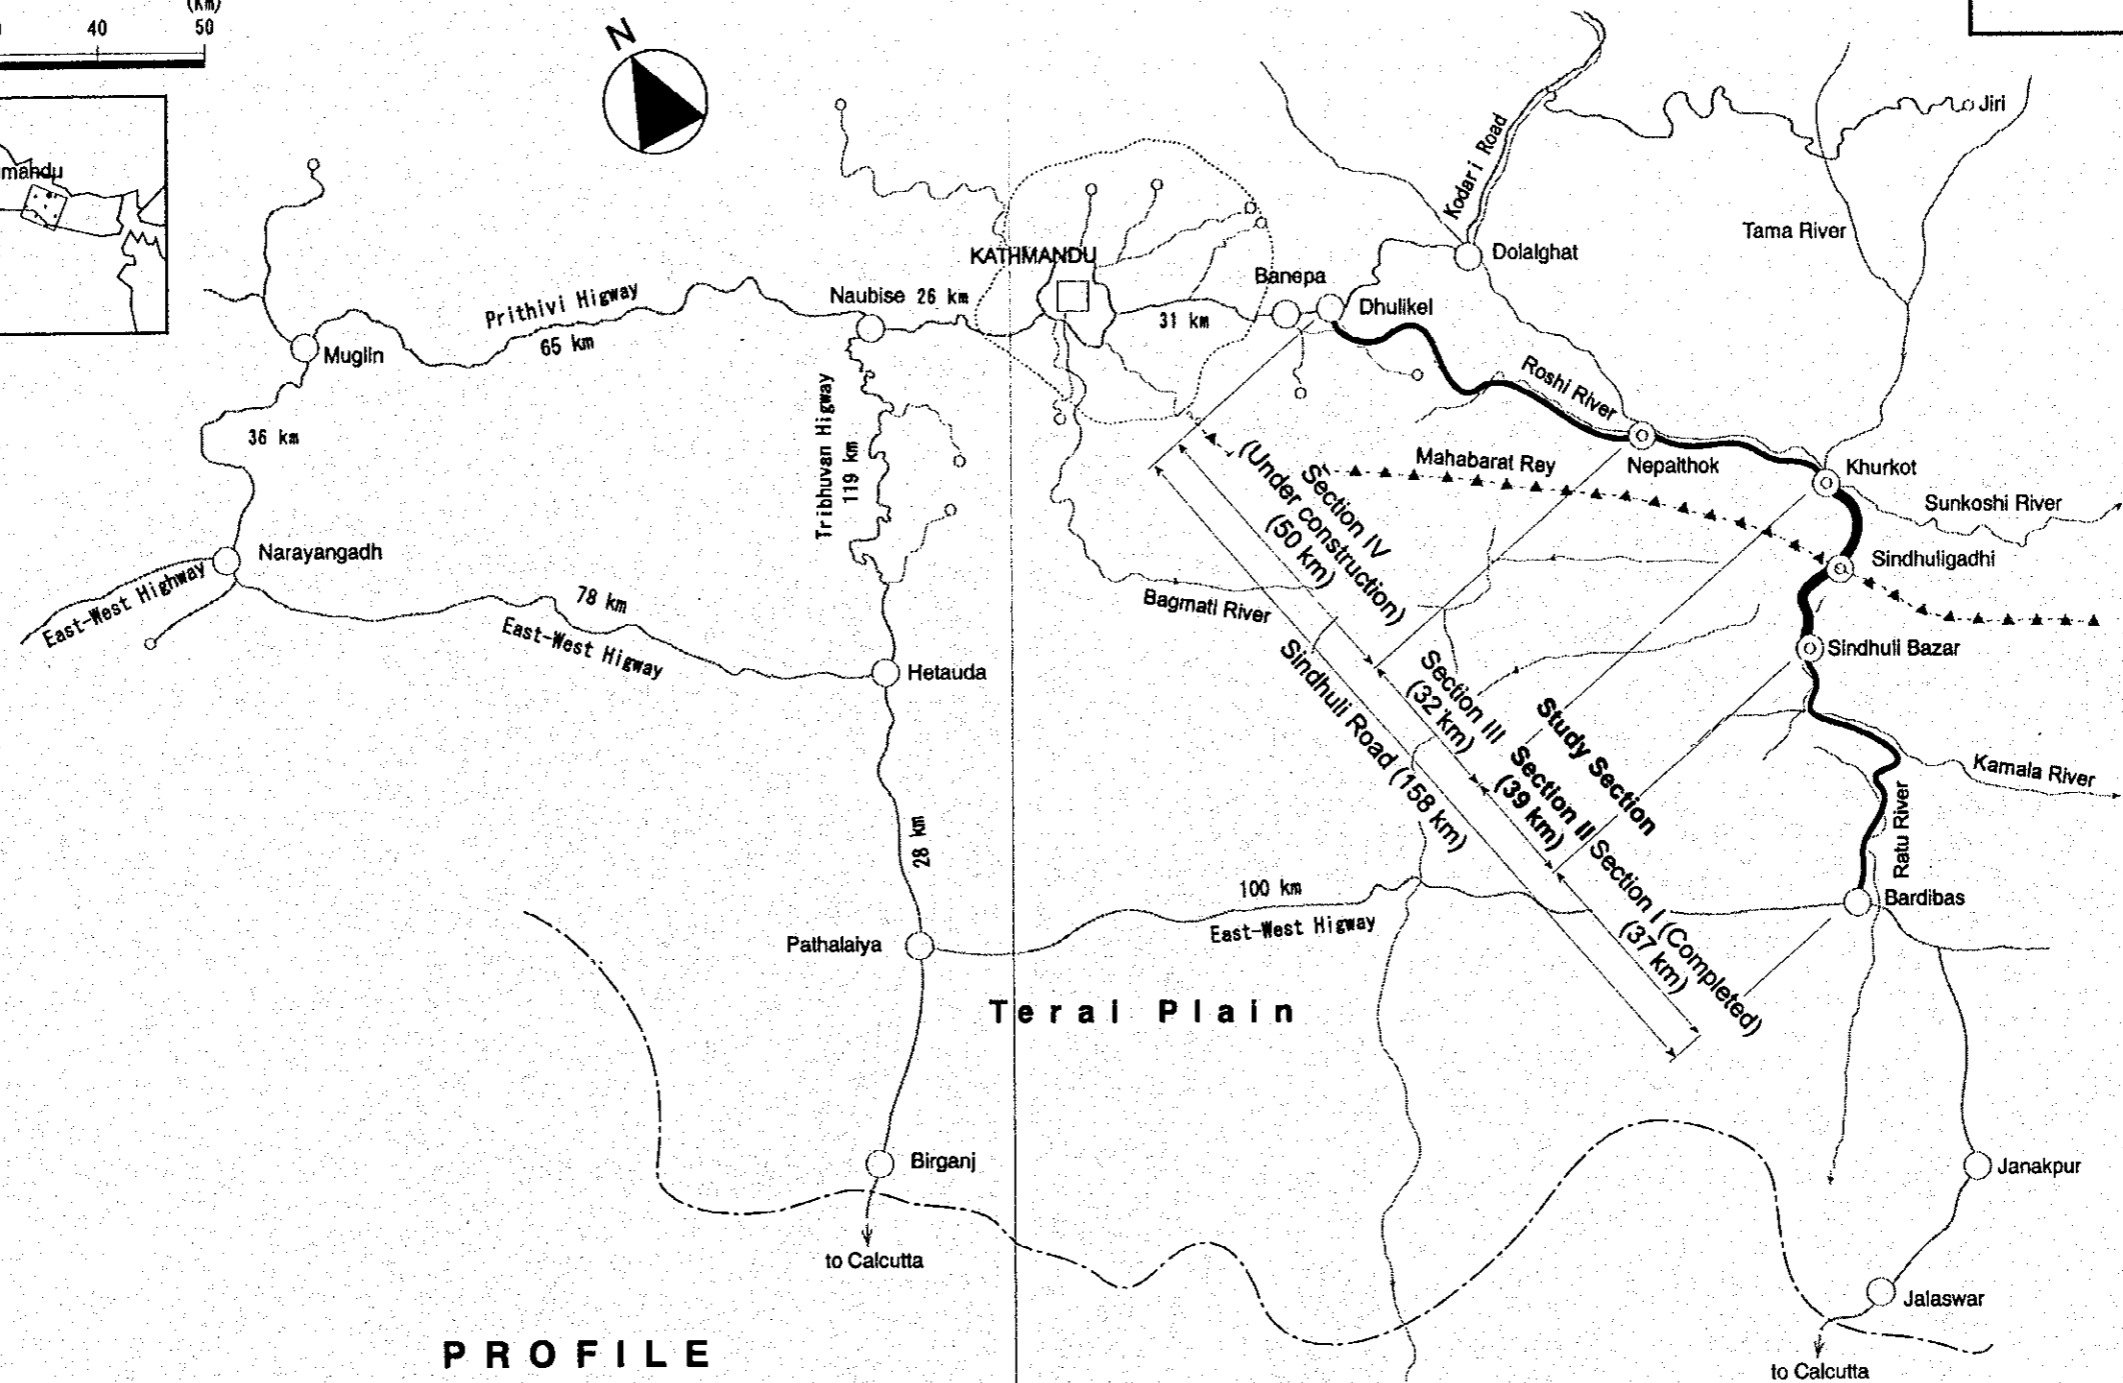 (Km)
40
50
N
Jiri
Kodari Road
Tama River
Dolalghat
KATHMANDU
Banepa
Dhulikel
Naubise 26 km
31 km
Prithivi Higway
65 km
Muglin
Roshi River
Tribhuvan Higway
119 km
36 km
Mahabarat Rey
Nepalthok
Khurkot
Sunkoshi River
Section IV
(Under construction)
(50 km)
Narayangadh
East-West Highway
Sindhuligadhi
78 km
East-West Higway
Bagmati River
Sindhuli Bazar
Hetauda
Section III
(32 km)
Sindhuli Road (158 km)
Study Section
Section II
(39 km)
Kamala River
Ratu River
28 km
Section I (Completed)
(37 km)
100 km
East-West Higway
Bardibas
Pathalaiya
Terai Plain
Birganj
Janakpur
to Calcutta
Jalaswar
PROFILE
to Calcutta